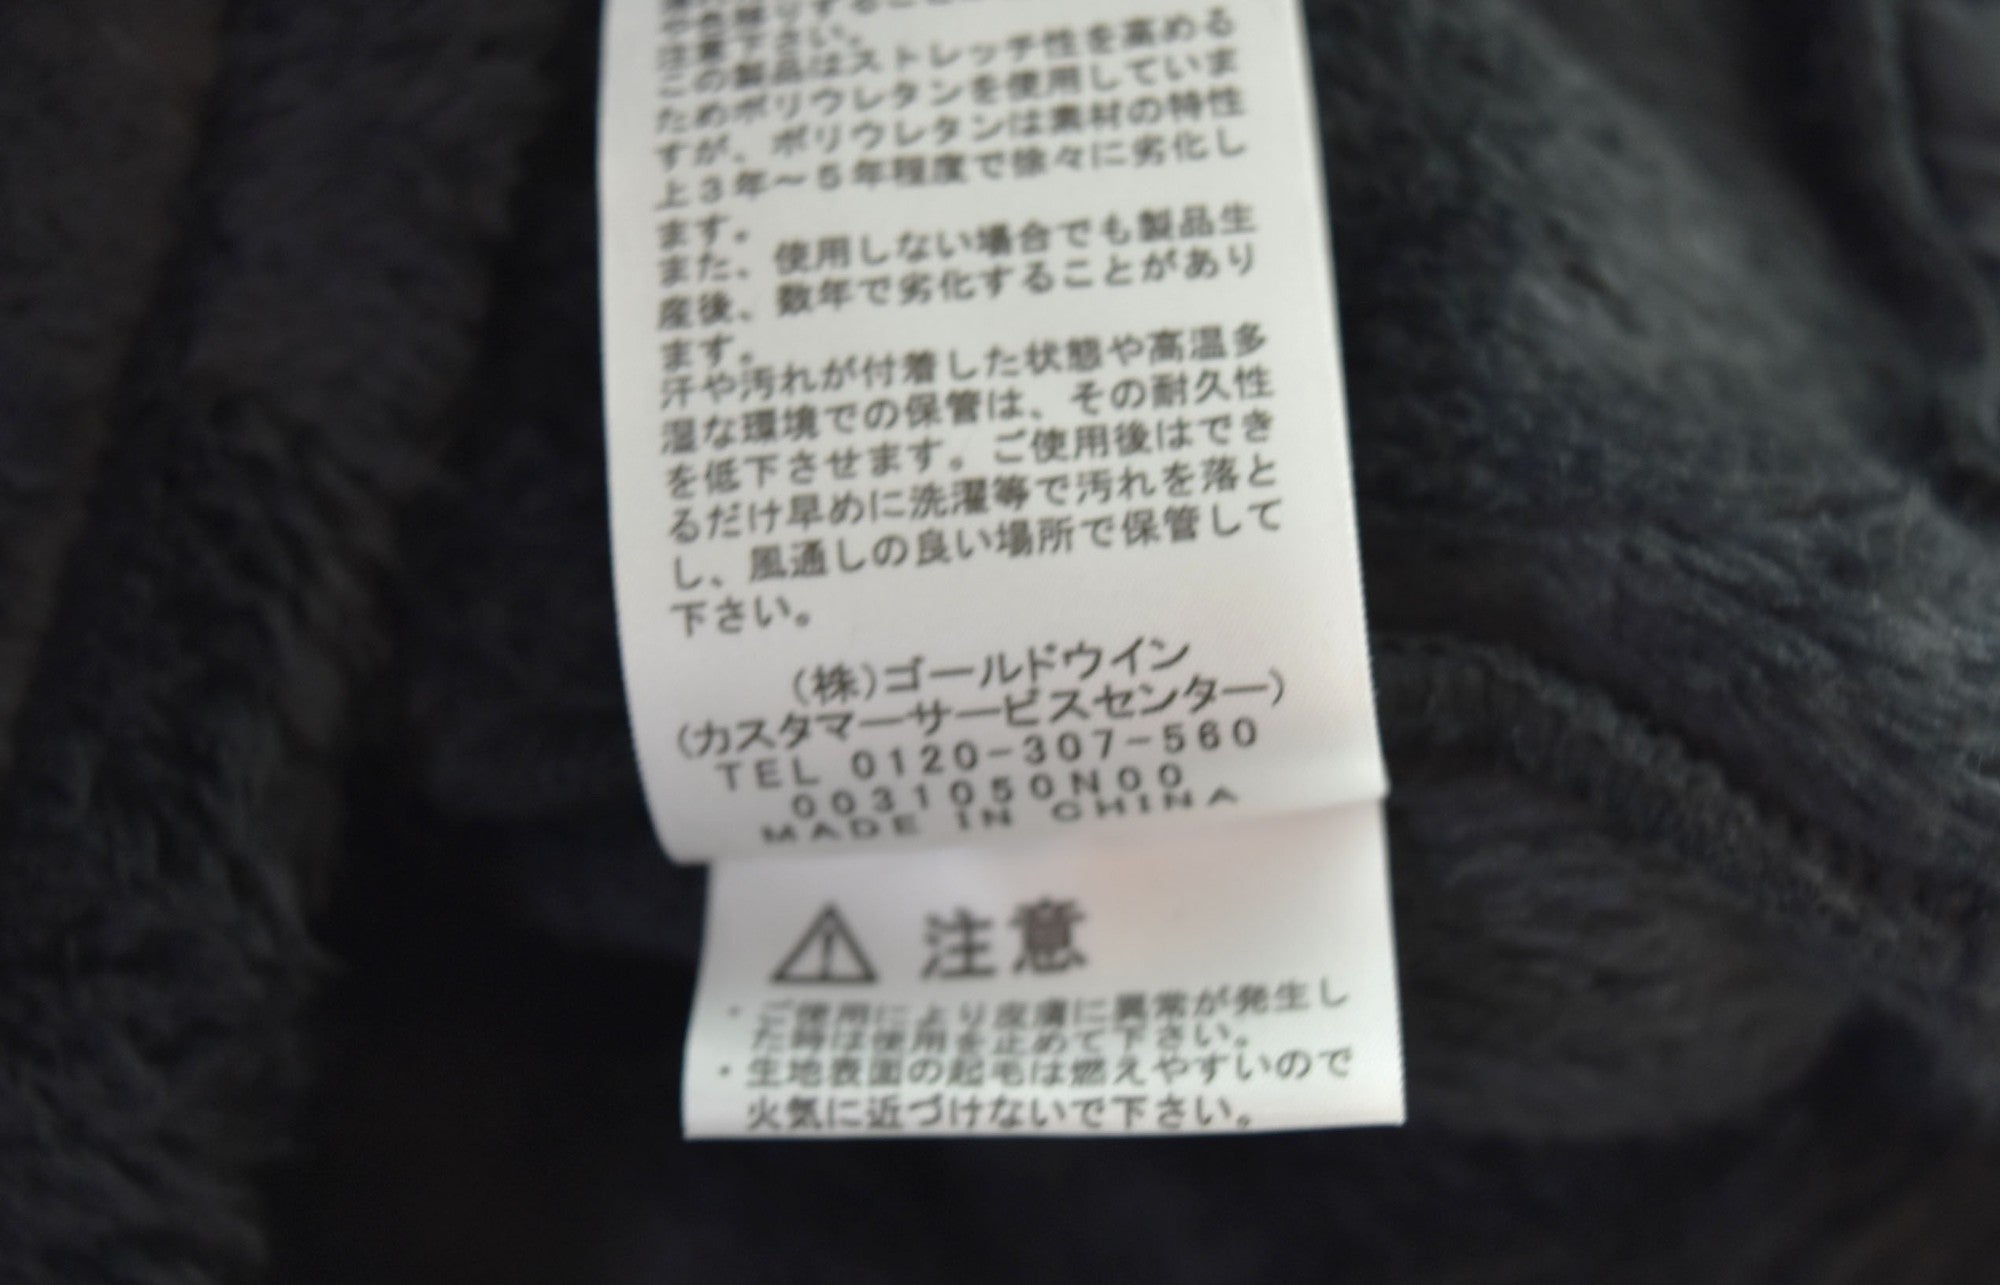 や色移りすること
注意下さい。
この製品はストレッチ性を高める
ためポリウレタンを使用していま
すが、ポリウレタンは素材の特性
上3年～5年程度で徐々に劣化し
ます。
また、使用しない場合でも製品生
産後、数年で劣化することがあり
ます。
汗や汚れが付着した状態や高温多
湿な環境での保管は、その耐久性
を低下させます。ご使用後はでき
るだけ早めに洗濯等で汚れを落と
し、風通しの良い場所で保管して
下さい。
(株)ゴールドウイン
(カスタマーサービスセンター)
TEL 0120-307-560
0031050N00
MADE IN CHINA
注意
・ご使用により皮膚に異常が発生し
た時は使用を止めて下さい。
・生地表面の起毛は燃えやすいので
火気に近づけないで下さい。